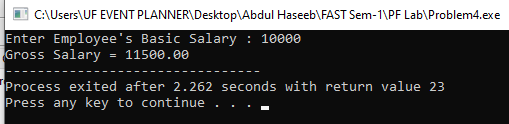 C:\Users\UF EVENT PLANNER\Desktop\Abdul Haseeb\FAST Sem-1\PF Lab\Problem4.exe
Enter Employee's Basic Salary : 10000
Gross Salary = 11500.00
--------------------------------
Process exited after 2.262 seconds with return value 23
Press any key to continue . . .